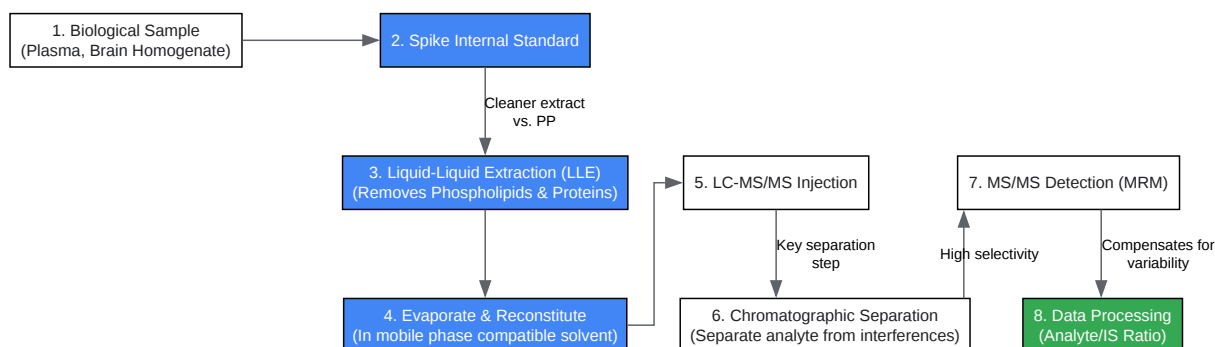 1. Biological Sample
(Plasma, Brain Homogenate)
2. Spike Internal Standard
Cleaner extract
vs. PP
3. Liquid-Liquid Extraction (LLE)
(Removes Phospholipids & Proteins)
4. Evaporate & Reconstitute
(In mobile phase compatible solvent)
5. LC-MS/MS Injection
Key separation
step
6. Chromatographic Separation
(Separate analyte from interferences)
High selectivity
7. MS/MS Detection (MRM)
Compensates for
variability
8. Data Processing
(Analyte/IS Ratio)